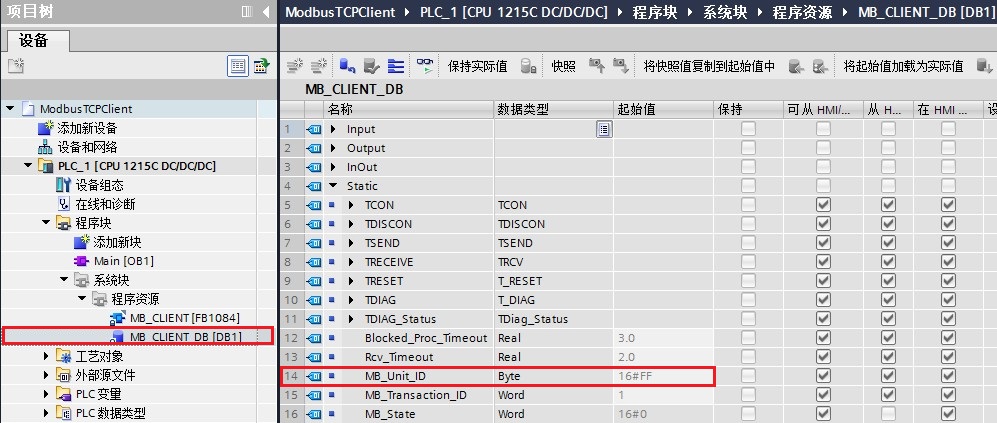 项目树
设备
ModbusTCPClient
添加新设备
设备和网络
PLC_1 [CPU 1215C DC/DC/DC]
设备组态
在线和诊断
程序块
添加新块
Main [OB1]
系统块
程序资源
MB_CLIENT [FB1084]
MB_CLIENT_DB [DB1]
工艺对象
外部源文件
PLC 变量
PLC 数据类型
ModbusTCPClient PLC_1 [CPU 1215C DC/DC/DC] 程序块 系统块 程序资源 MB_CLIENT_DB [DB1]
保持实际值 快照 将快照值复制到起始值中 将起始值加载为实际值
MB_CLIENT_DB
名称 数据类型 起始值 保持 可从 HMI/... 从 H... 在 HMI ... 设
1 Input
2 Output
3 InOut
4 Static
5 TCON TCON
6 TDISCON TDISCON
7 TSEND TSEND
8 TRECEIVE TRCV
9 TRESET T_RESET
10 TDIAG T_DIAG
11 TDIAG_Status TDiag_Status
12 Blocked_Proc_Timeout Real 3.0
13 Rcv_Timeout Real 2.0
14 MB_Unit_ID Byte 16#FF
15 MB_Transaction_ID Word 1
16 MB_State Word 16#0